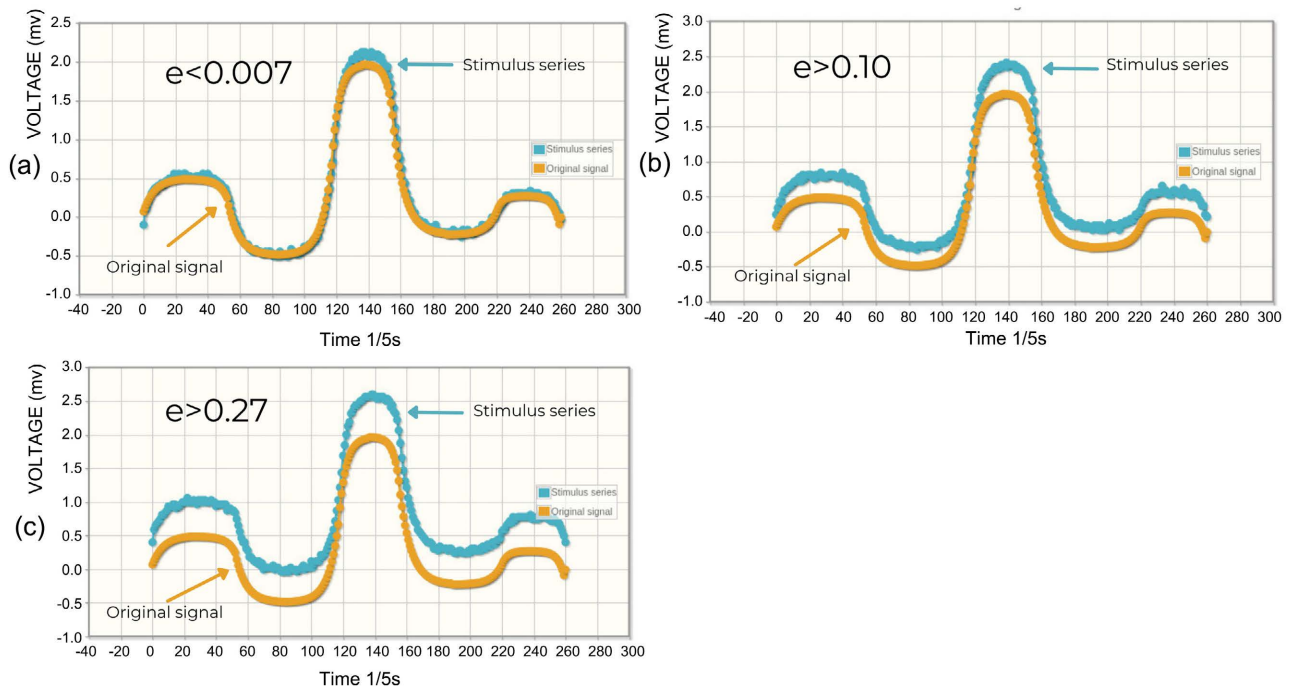 (a)
VOLTAGE (mv)
2.5
2.0
1.5
1.0
0.5
0.0
-0.5
-1.0
e<0.007
Stimulus series
Stimulus series
Original signal
Original signal
-40 -20 0 20 40 60 80 100 120 140 160 180 200 220 240 260 280 300
Time 1/5s
(b)
VOLTAGE (mv)
3.0
2.5
2.0
1.5
1.0
0.5
0.0
-0.5
-1.0
e>0.10
Stimulus series
Stimulus series
Original signal
Original signal
-40 -20 0 20 40 60 80 100 120 140 160 180 200 220 240 260 280 300
Time 1/5s
(c)
VOLTAGE (mv)
3.0
2.5
2.0
1.5
1.0
0.5
0.0
-0.5
-1.0
e>0.27
Stimulus series
Stimulus series
Original signal
Original signal
-40 -20 0 20 40 60 80 100 120 140 160 180 200 220 240 260 280 300
Time 1/5s